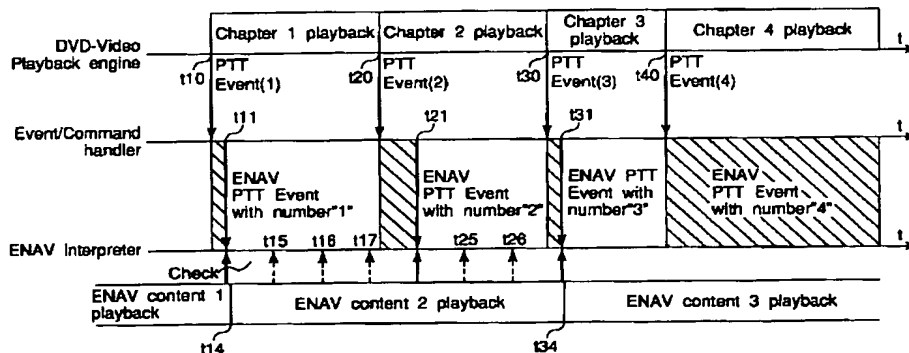 Chapter 1 playback
Chapter 2 playback
Chapter 3
playback
Chapter 4 playback
DVD-Video
Playback engine
t
t10
PTT
Event(1)
t20
PTT
Event(2)
t30
PTT
Event(3)
t40
PTT
Event(4)
t11
t21
t31
Event/Command
handler
t
ENAV
PTT Event
with number"1"
ENAV
PTT Event
with number"2"
ENAV PTT
Event with
number"3"
ENAV
PTT Event
with number"4"
ENAV Interpreter
t15
t16
t17
t25
t26
t
Check
ENAV content 1
playback
ENAV content 2 playback
ENAV content 3 playback
t14
t34